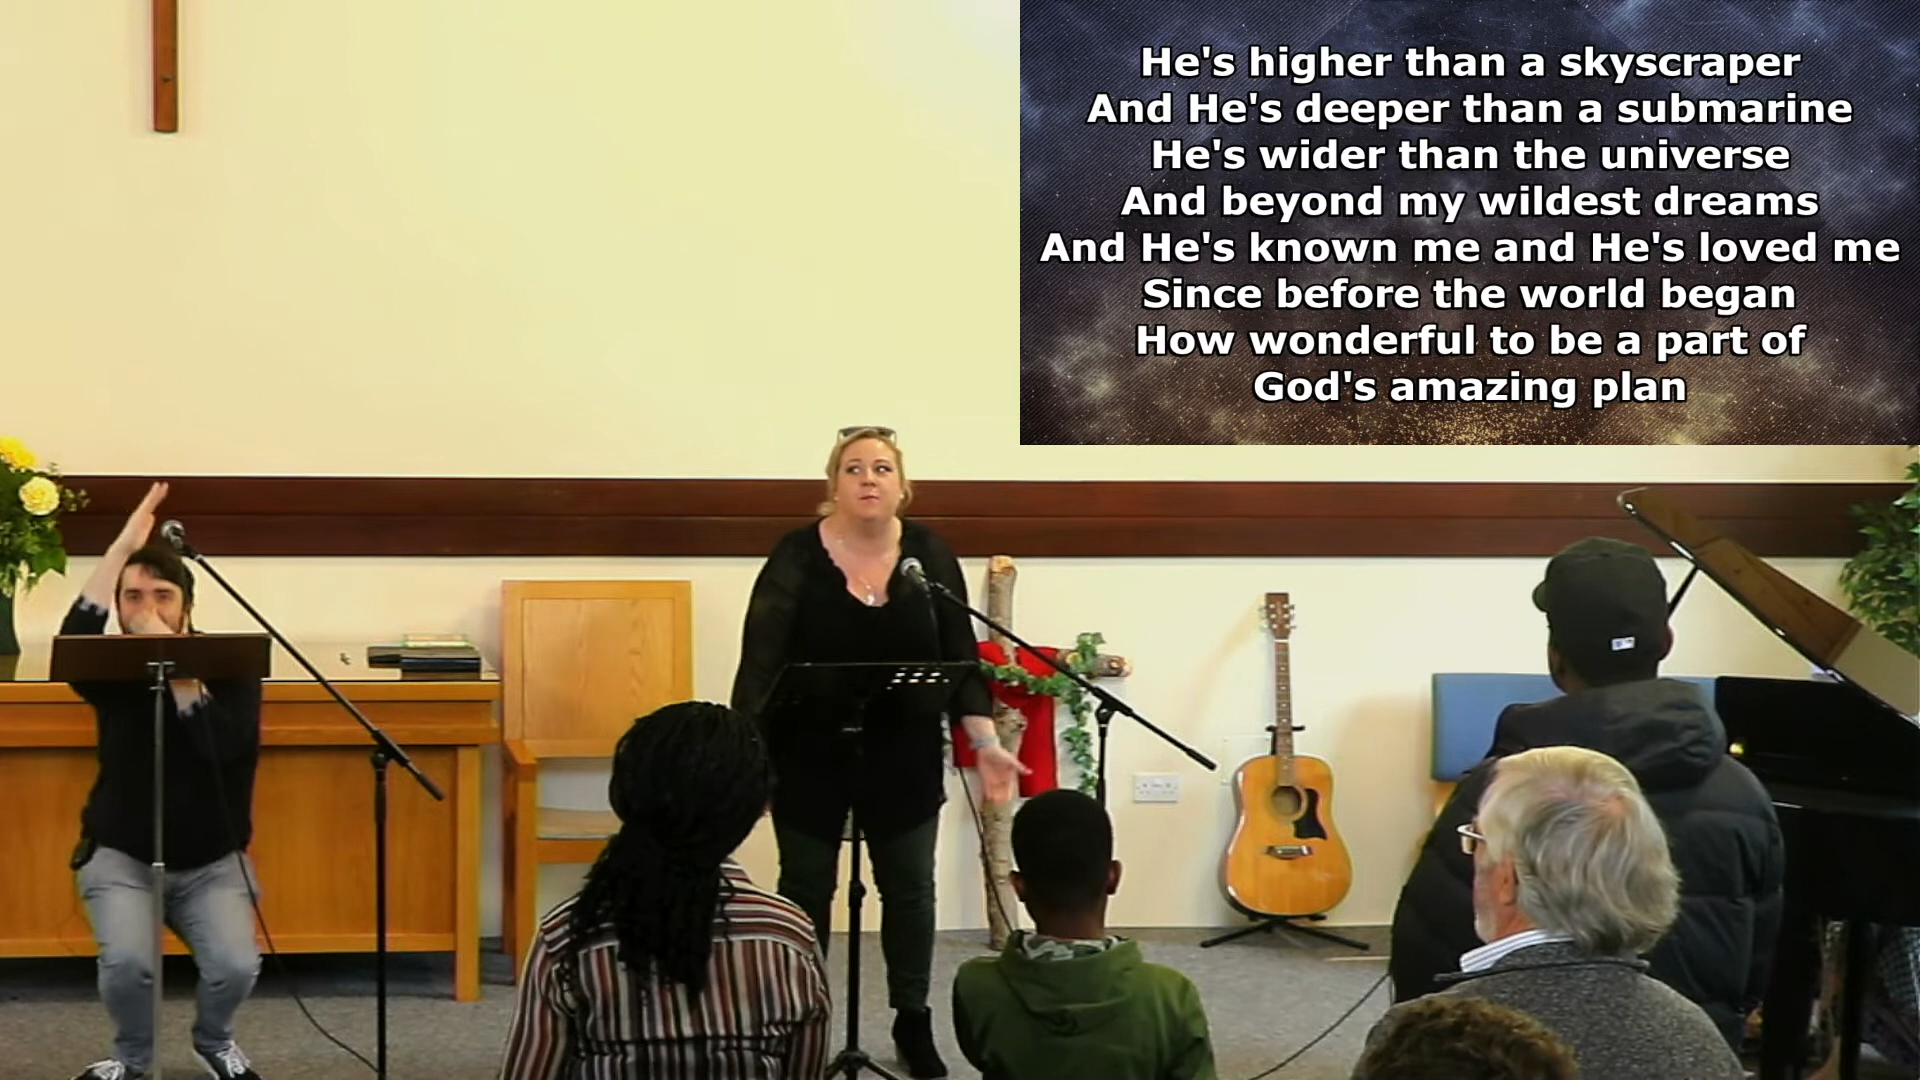 He's higher than a skyscraper
And He's deeper than a submarine
He's wider than the universe
And beyond my wildest dreams
And He's known me and He's loved me
Since before the world began
How wonderful to be a part of
God's amazing plan